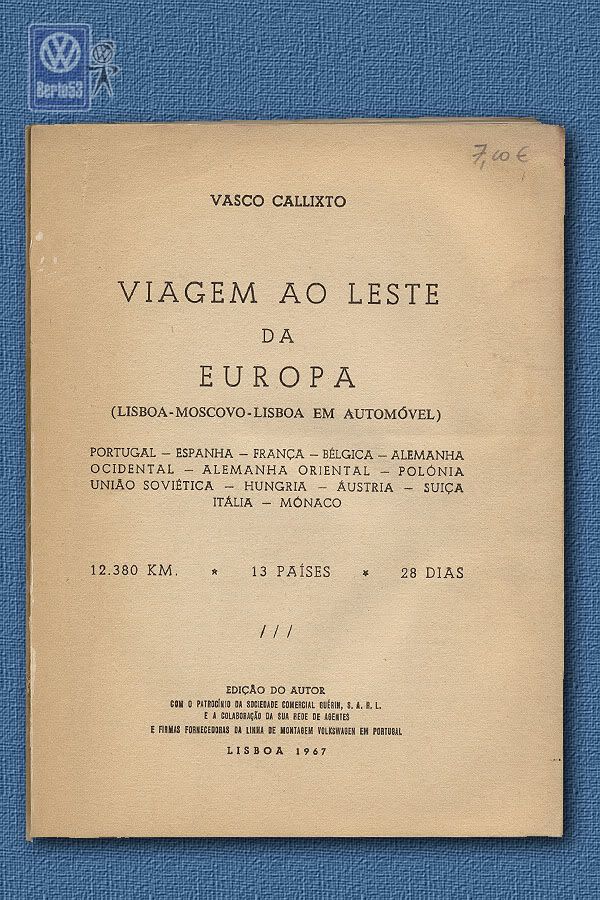 Berto53
7,00 €
VASCO CALLIXTO
VIAGEM AO LESTE
DA
EUROPA
(LISBOA-MOSCOVO-LISBOA EM AUTOMÓVEL)
PORTUGAL — ESPANHA — FRANÇA — BÉLGICA — ALEMANHA
OCIDENTAL — ALEMANHA ORIENTAL — POLÓNIA
UNIÃO SOVIÉTICA — HUNGRIA — ÁUSTRIA — SUIÇA
ITÁLIA — MÓNACO
12.380 KM. * 13 PAÍSES * 28 DIAS
///
EDIÇÃO DO AUTOR
COM O PATROCÍNIO DA SOCIEDADE COMERCIAL GUÉRIN, S. A. R. L.
E A COLABORAÇÃO DA SUA REDE DE AGENTES
E FIRMAS FORNECEDORAS DA LINHA DE MONTAGEM VOLKSWAGEN EM PORTUGAL
LISBOA 1967